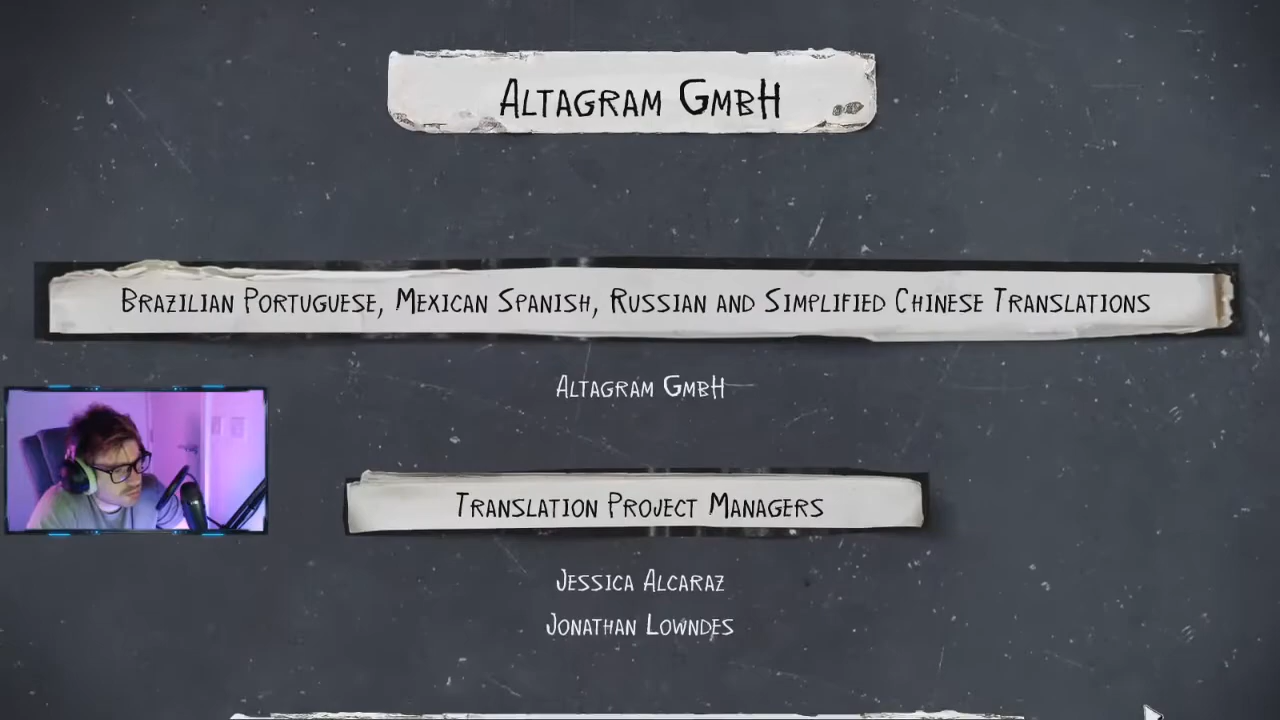 Altagram GmbH
Brazilian Portuguese, Mexican Spanish, Russian and Simplified Chinese Translations
Altagram GmbH
Translation Project Managers
Jessica Alcaraz
Jonathan Lowndes